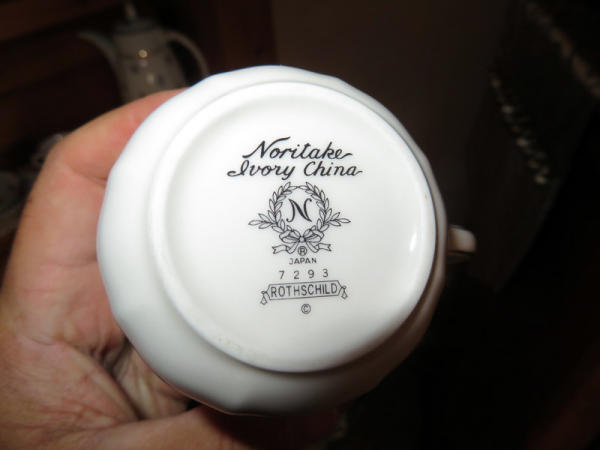 Noritake
Ivory China
N
®
JAPAN
7293
ROTHSCHILD
©